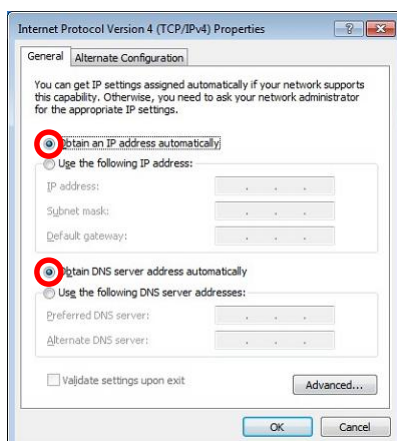 Internet Protocol Version 4 (TCP/IPv4) Properties
General
Alternate Configuration
You can get IP settings assigned automatically if your network supports
this capability. Otherwise, you need to ask your network administrator
for the appropriate IP settings.
Obtain an IP address automatically
Use the following IP address:
IP address:
Subnet mask:
Default gateway:
Obtain DNS server address automatically
Use the following DNS server addresses:
Preferred DNS server:
Alternate DNS server:
Validate settings upon exit
Advanced...
OK
Cancel